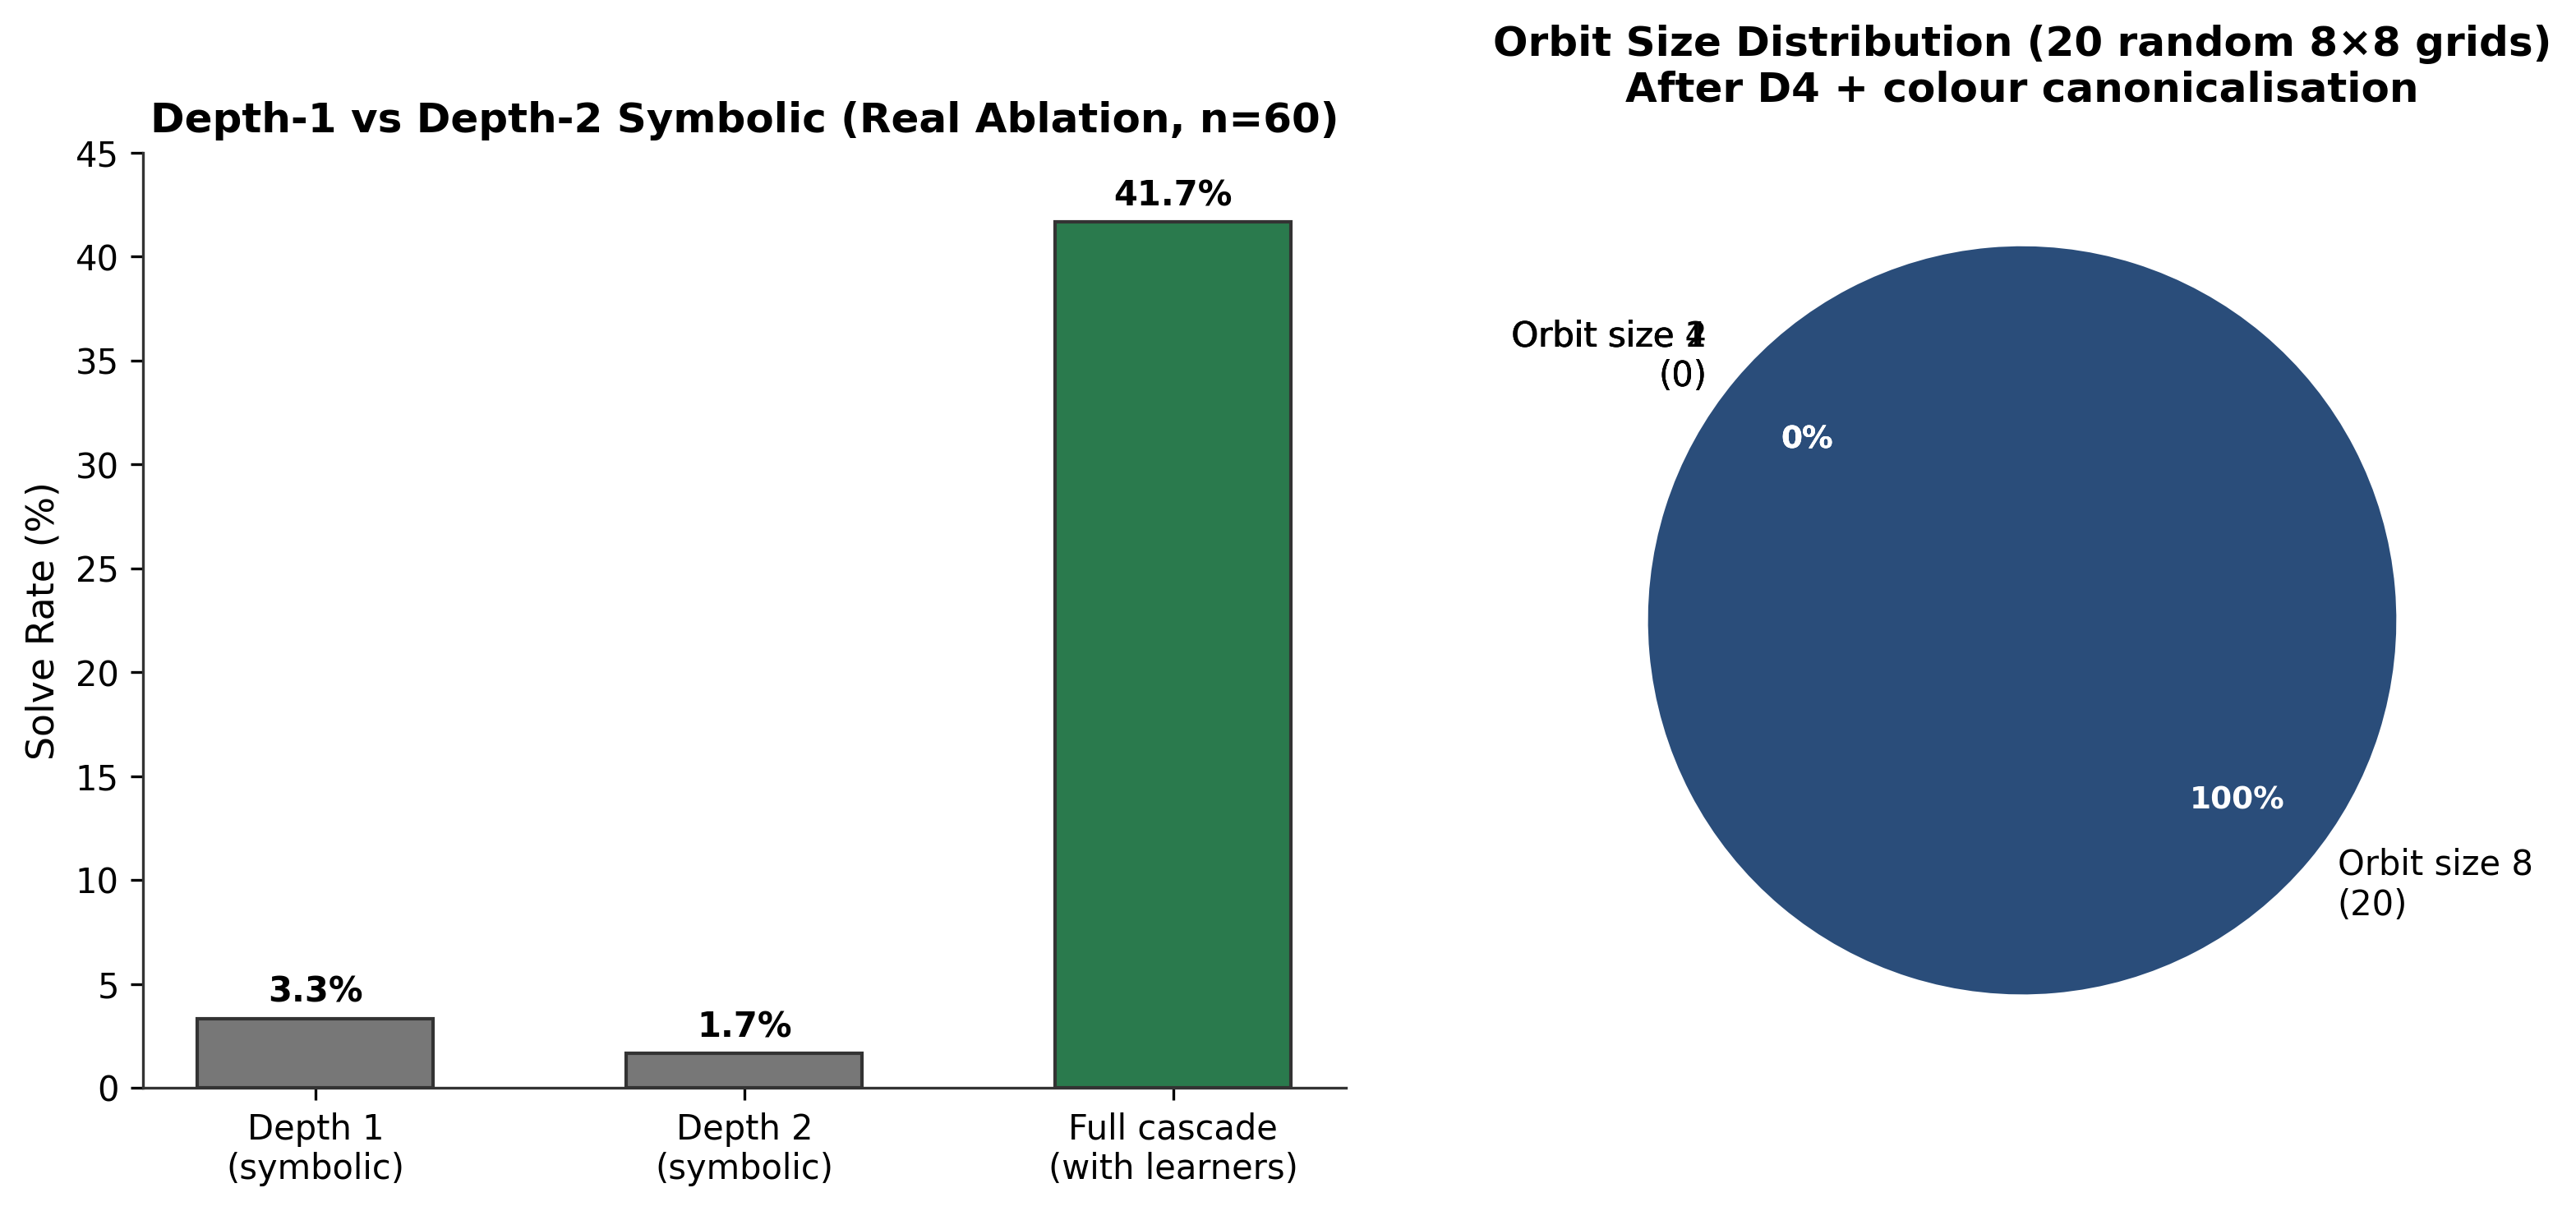 Depth-1 vs Depth-2 Symbolic (Real Ablation, n=60)
Solve Rate (%)
45
40
35
30
25
20
15
10
5
0
3.3%
1.7%
41.7%
Depth 1
(symbolic)
Depth 2
(symbolic)
Full cascade
(with learners)
Orbit Size Distribution (20 random 8×8 grids)
After D4 + colour canonicalisation
Orbit size
(0)
0%
100%
Orbit size 8
(20)